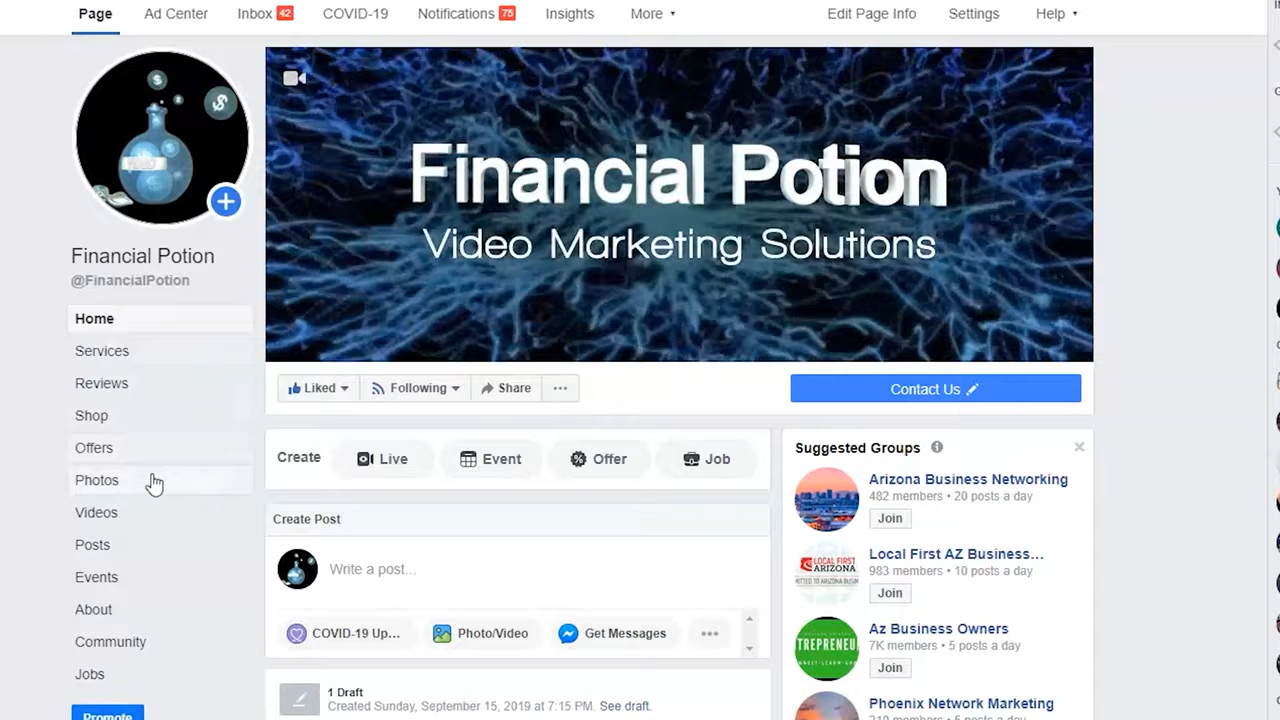 Page Ad Center Inbox 42 COVID-19 Notifications 75 Insights More Edit Page Info Settings Help
Financial Potion
Video Marketing Solutions
Financial Potion
@FinancialPotion
Home
Services
Reviews
Shop
Offers
Photos
Videos
Posts
Events
About
Community
Jobs
Promote
Liked Following Share ... Contact Us
Create Live Event Offer Job
Create Post
Write a post...
COVID-19 Up... Photo/Video Get Messages ...
1 Draft
Created Sunday, September 15, 2019 at 7:15 PM. See draft.
Suggested Groups
Arizona Business Networking
482 members • 20 posts a day
Join
LOCAL FIRST
ARIZONA
Local First AZ Business...
983 members • 10 posts a day
Join
Az Business Owners
7K members • 5 posts a day
Join
Phoenix Network Marketing